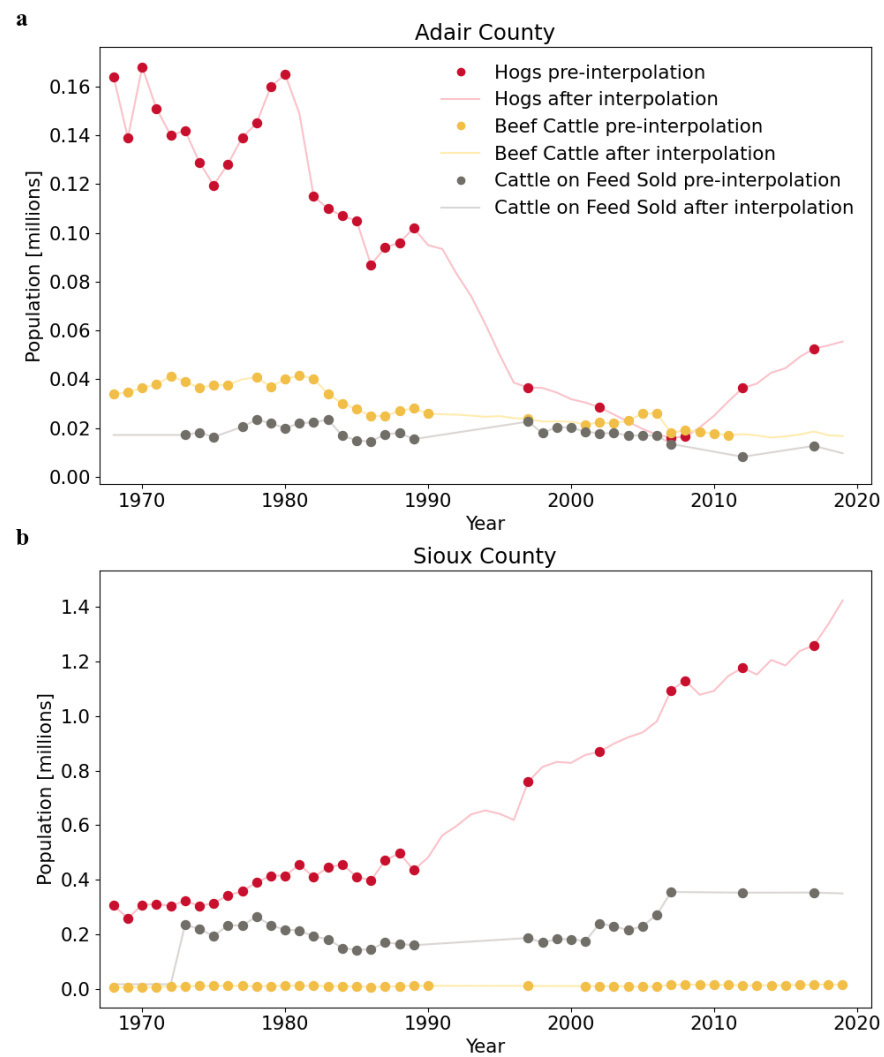 a
Adair County
Hogs pre-interpolation
Hogs after interpolation
Beef Cattle pre-interpolation
Beef Cattle after interpolation
Cattle on Feed Sold pre-interpolation
Cattle on Feed Sold after interpolation
Population [millions]
0.16
0.14
0.12
0.10
0.08
0.06
0.04
0.02
0.00
1970 1980 1990 2000 2010 2020
Year
b
Sioux County
Population [millions]
1.4
1.2
1.0
0.8
0.6
0.4
0.2
0.0
1970 1980 1990 2000 2010 2020
Year